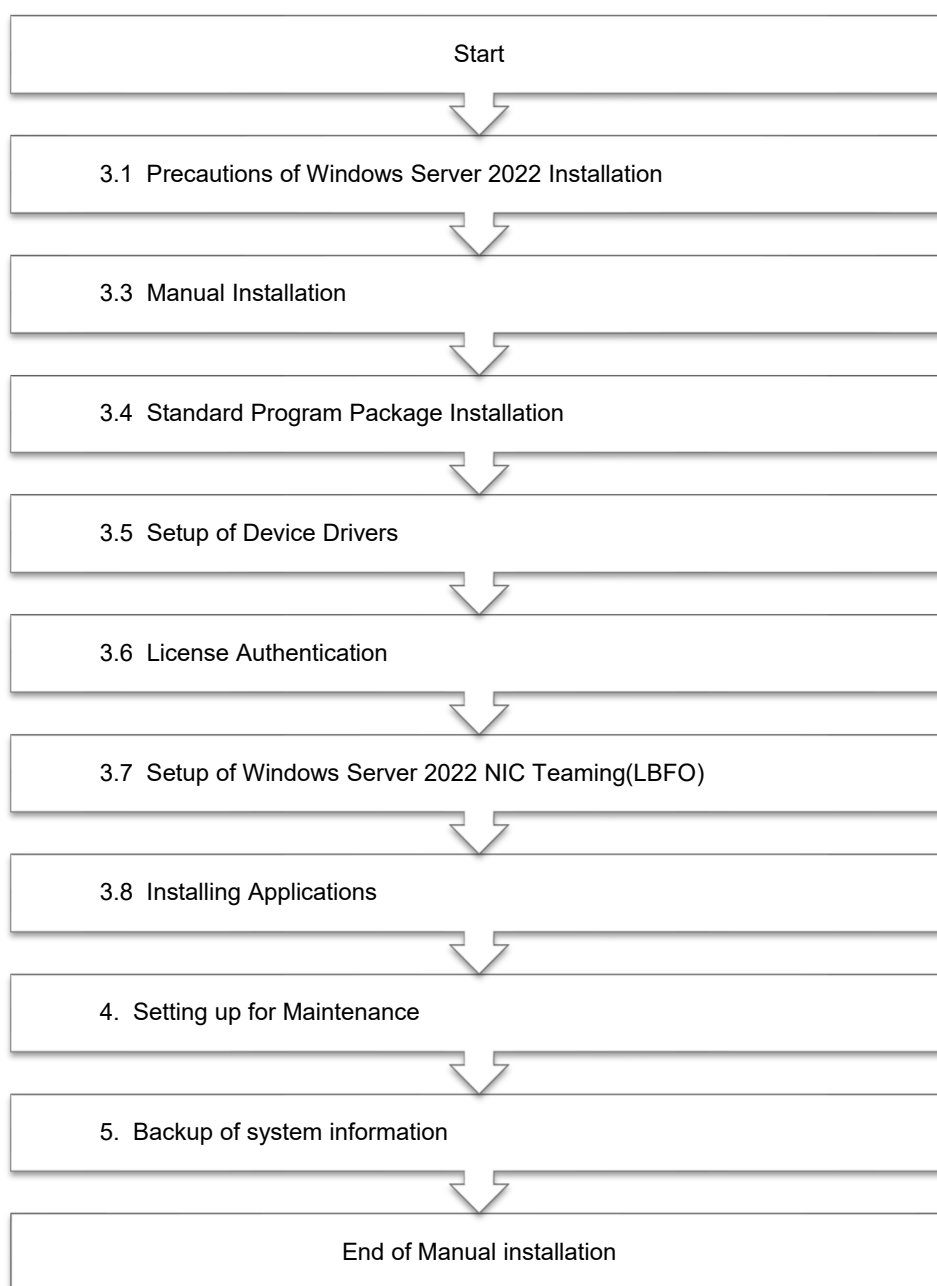 Start
3.1 Precautions of Windows Server 2022 Installation
3.3 Manual Installation
3.4 Standard Program Package Installation
3.5 Setup of Device Drivers
3.6 License Authentication
3.7 Setup of Windows Server 2022 NIC Teaming(LBFO)
3.8 Installing Applications
4. Setting up for Maintenance
5. Backup of system information
End of Manual installation